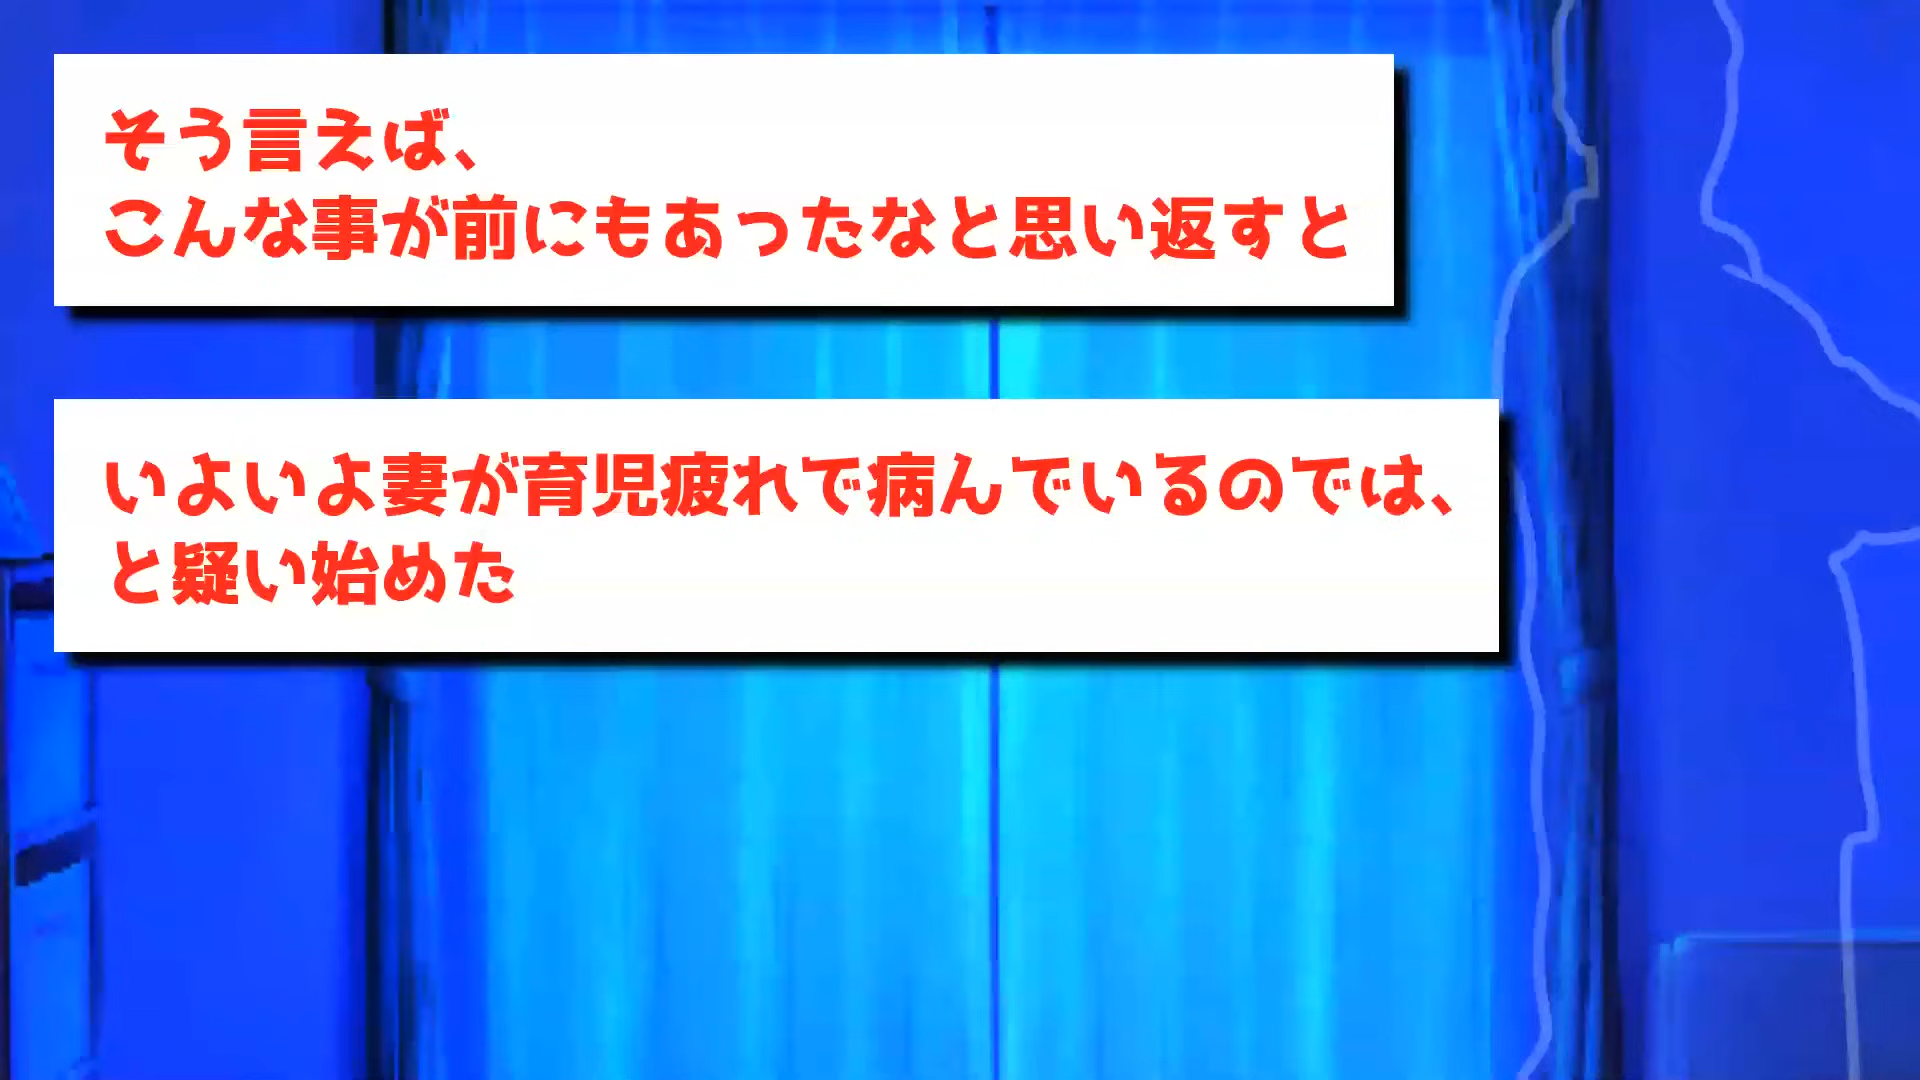 そう言えば、
こんな事が前にもあったなと思い返すと
いよいよ妻が育児疲れで病んでいるのでは、
と疑い始めた